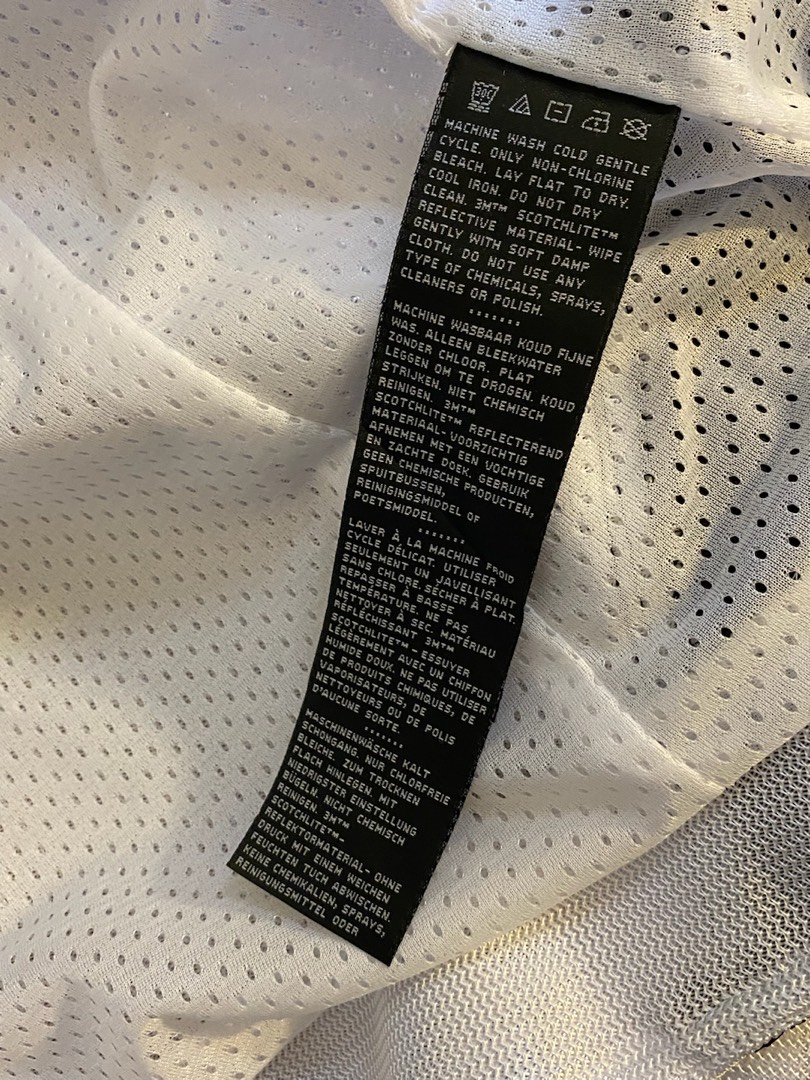 30C
MACHINE WASH COLD GENTLE
CYCLE. ONLY NON-CHLORINE
BLEACH. LAY FLAT TO DRY.
COOL IRON. DO NOT DRY
CLEAN. 3M™ SCOTCHLITE™
REFLECTIVE MATERIAL- WIPE
GENTLY WITH SOFT DAMP
CLOTH. DO NOT USE ANY
TYPE OF CHEMICALS, SPRAYS,
CLEANERS OR POLISH.
MACHINE WASBAAR KOUD FIJNE
WAS. ALLEEN BLEEKWATER
ZONDER CHLOOR. PLAT
LEGGEN OM TE DROGEN. KOUD
STRIJKEN. NIET CHEMISCH
REINIGEN. 3M™
SCOTCHLITE™ REFLECTEREND
MATERIAAL-VOORZICHTIG
AFNEMEN MET EEN VOCHTIGE
EN ZACHTE DOEK. GEBRUIK
GEEN CHEMISCHE PRODUCTEN,
SPUITBUSSEN,
REINIGINGSMIDDEL OF
POETSMIDDEL.
LAVER À LA MACHINE FROID
CYCLE DÉLICAT. UTILISER
SEULEMENT UN JAVELLISANT
SANS CHLORE. SÉCHER À PLAT.
REPASSER À BASSE
TEMPÉRATURE. NE PAS
NETTOYER À SEC. MATÉRIAU
RÉFLÉCHISSANT 3M™
SCOTCHLITE™ - ESSUYER
LÉGÈREMENT AVEC UN CHIFFON
HUMIDE DOUX. NE PAS UTILISER
DE PRODUITS CHIMIQUES, DE
VAPORISATEURS, DE
NETTOYEURS OU DE POLIS
D'AUCUNE SORTE.
MASCHINENWÄSCHE KALT
SCHONGANG. NUR CHLORFREIE
BLEICHE. ZUM TROCKNEN
FLACH HINLEGEN. MIT
NIEDRIGSTER EINSTELLUNG
BÜGELN. NICHT CHEMISCH
REINIGEN. 3M™
SCOTCHLITE™-
REFLEKTORMATERIAL- OHNE
DRUCK MIT EINEM WEICHEN
FEUCHTEN TUCH ABWISCHEN.
KEINE CHEMIKALIEN, SPRAYS,
REINIGUNGSMITTEL ODER